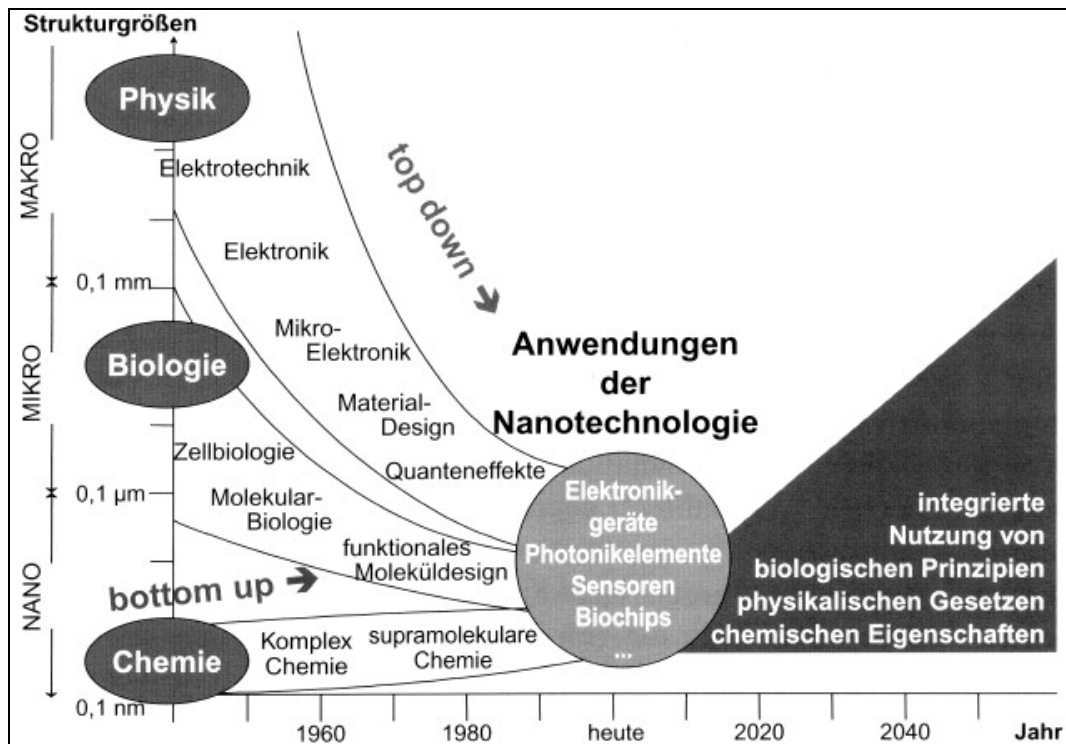 Strukturgrößen
MAKRO
MIKRO
NANO
0,1 mm
0,1 µm
0,1 nm
Physik
Biologie
Chemie
Elektrotechnik
Elektronik
Mikro-
Elektronik
Material-
Design
Quanteneffekte
Zellbiologie
Molekular-
Biologie
funktionales
Moleküldesign
Komplex
Chemie
supramolekulare
Chemie
top down
bottom up
Anwendungen
der
Nanotechnologie
Elektronik-
geräte
Photonikelemente
Sensoren
Biochips
...
integrierte
Nutzung von
biologischen Prinzipien
physikalischen Gesetzen
chemischen Eigenschaften
1960
1980
heute
2020
2040
Jahr